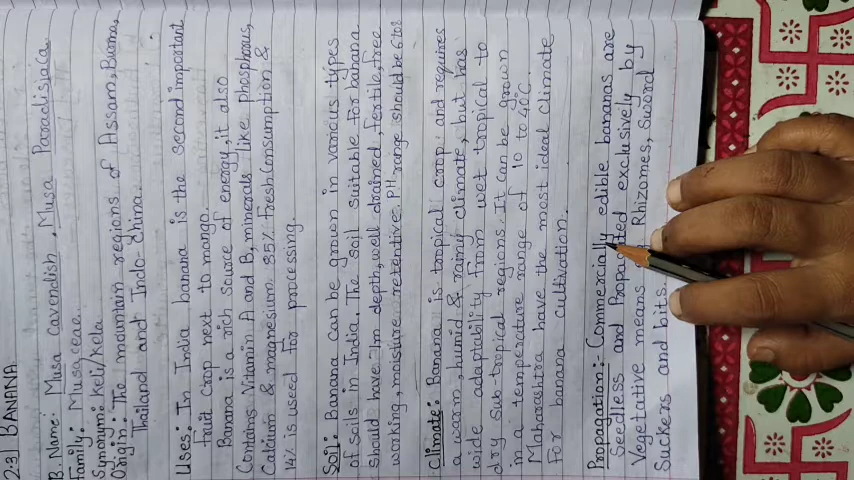 2.3| BANANA
B. Name: Musa Cavendish, Musa Paradisiaca
Family: Musaceae.
Synonym: keli/kela
Origin: The mountain regions of Assam, Burma,
Thailand and Indo-China.
Uses: In India banana is the second important
fruit crop next to mango.
Banana is a rich source of energy, it also
Contains Vitamin A and B, minerals like phosphorus,
Calcium & magnesium. 85% Fresh Consumption &
14% is useed for processing.
Soil: Banana can be grown in various types
of Soils in India. The soil suitable for banana
should have 1m depth, well drained, fertile, free
working, moisture retentive. PH range should be 6 to 8
Climate: Banana is tropical crop and requires
a warm, humid & rainy climate, but has
wide adaptability from wet tropical to
dry sub-tropical regions. It can be grown
in a temperature range of 10 to 40°C.
Maharashtra have the most ideal Climate
For banana cultivation.
Propagation:- Commercially edible bananas are
Seedless and Propagated exclusively by
Vegetative means Rhizomes, Sword
Suckers and bits.